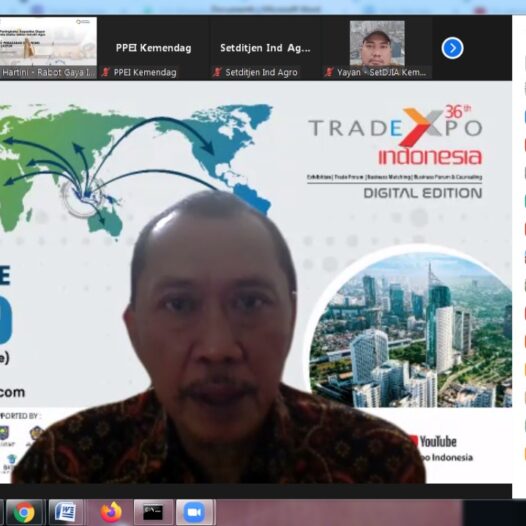 PPEI Kemendag
Setditjen Ind Ag...
Hartini - Rabot Gaya I...
PPEI Kemendag
Setditjen Ind Agro
Yayan - SetDJIA Kem...
36th
TRADE XPO
indonesia
Exhibition | Trade Forum | Business Matching | Business Forum & Counseling
DIGITAL EDITION
E
e)
.com
PORTED BY :
YouTube
po Indonesia